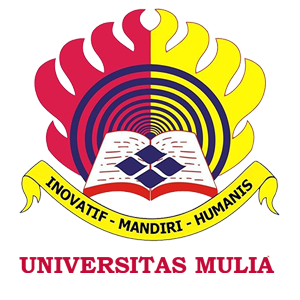 INOVATIF - MANDIRI - HUMANIS
UNIVERSITAS MULIA